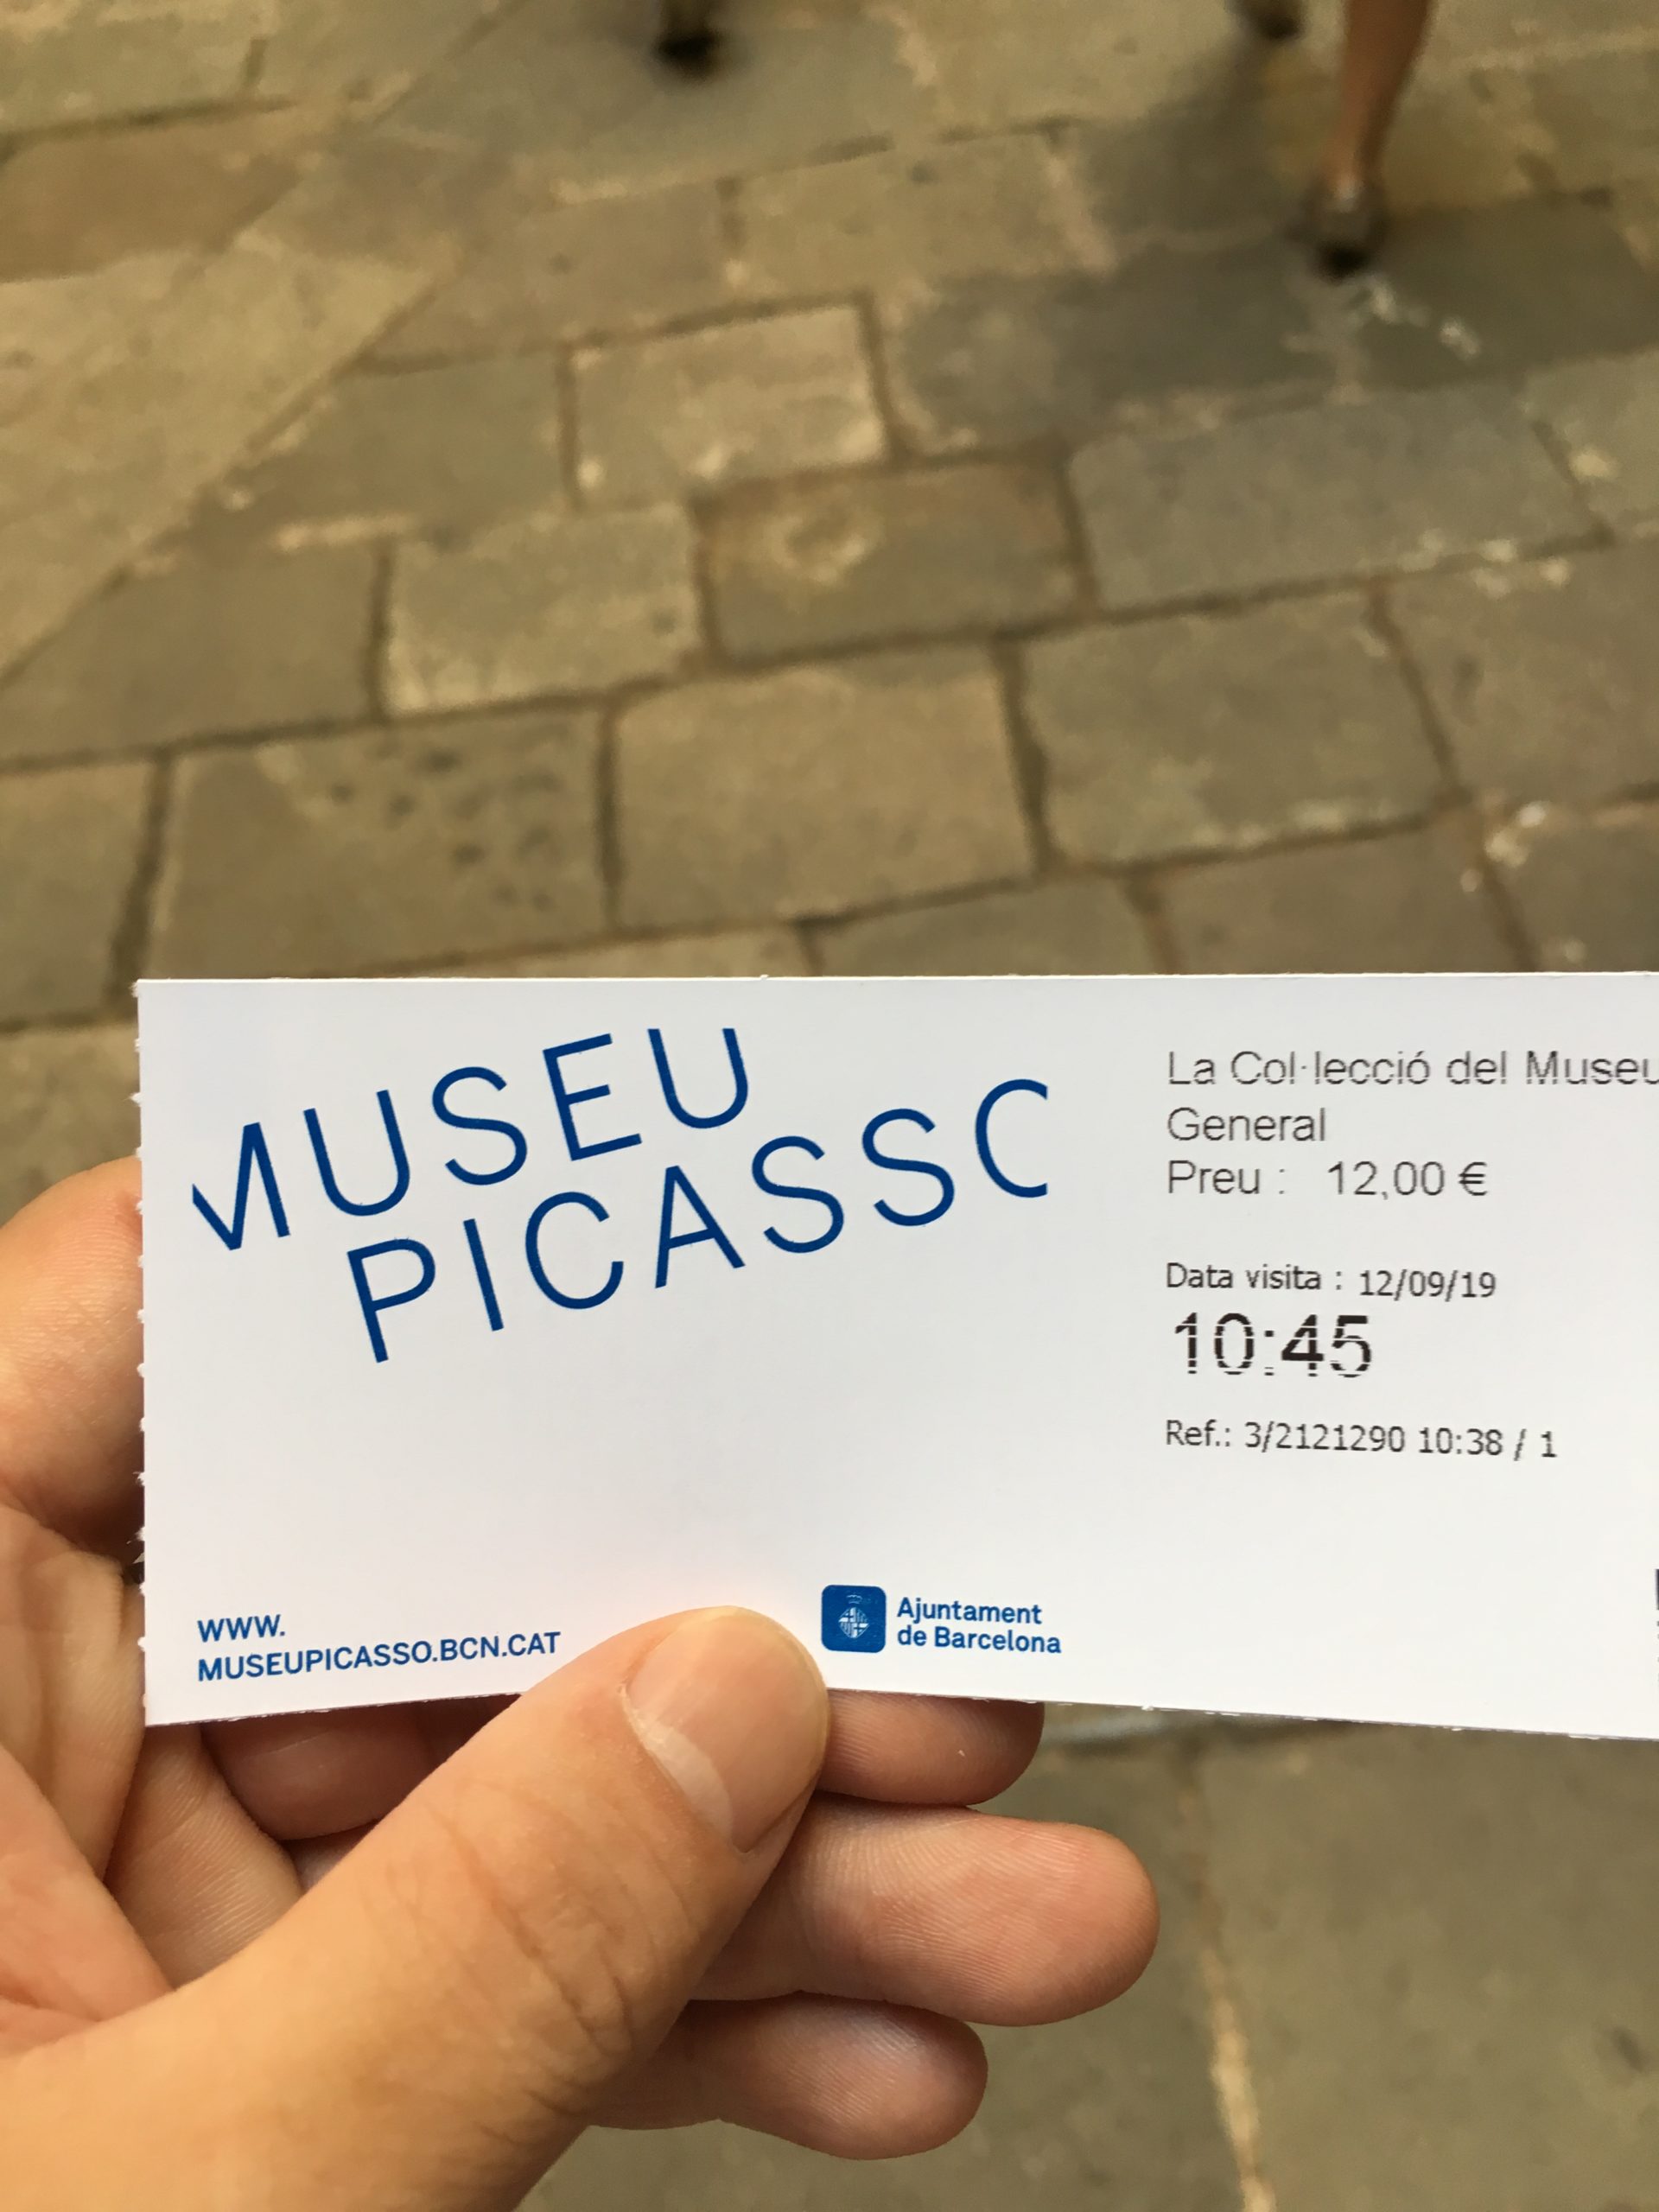 MUSEU
PICASSO
La Col·lecció del Museu
General
Preu : 12,00 €
Data visita : 12/09/19
10:45
Ref.: 3/2121290 10:38 / 1
WWW.
MUSEUPICASSO.BCN.CAT
Ajuntament
de Barcelona